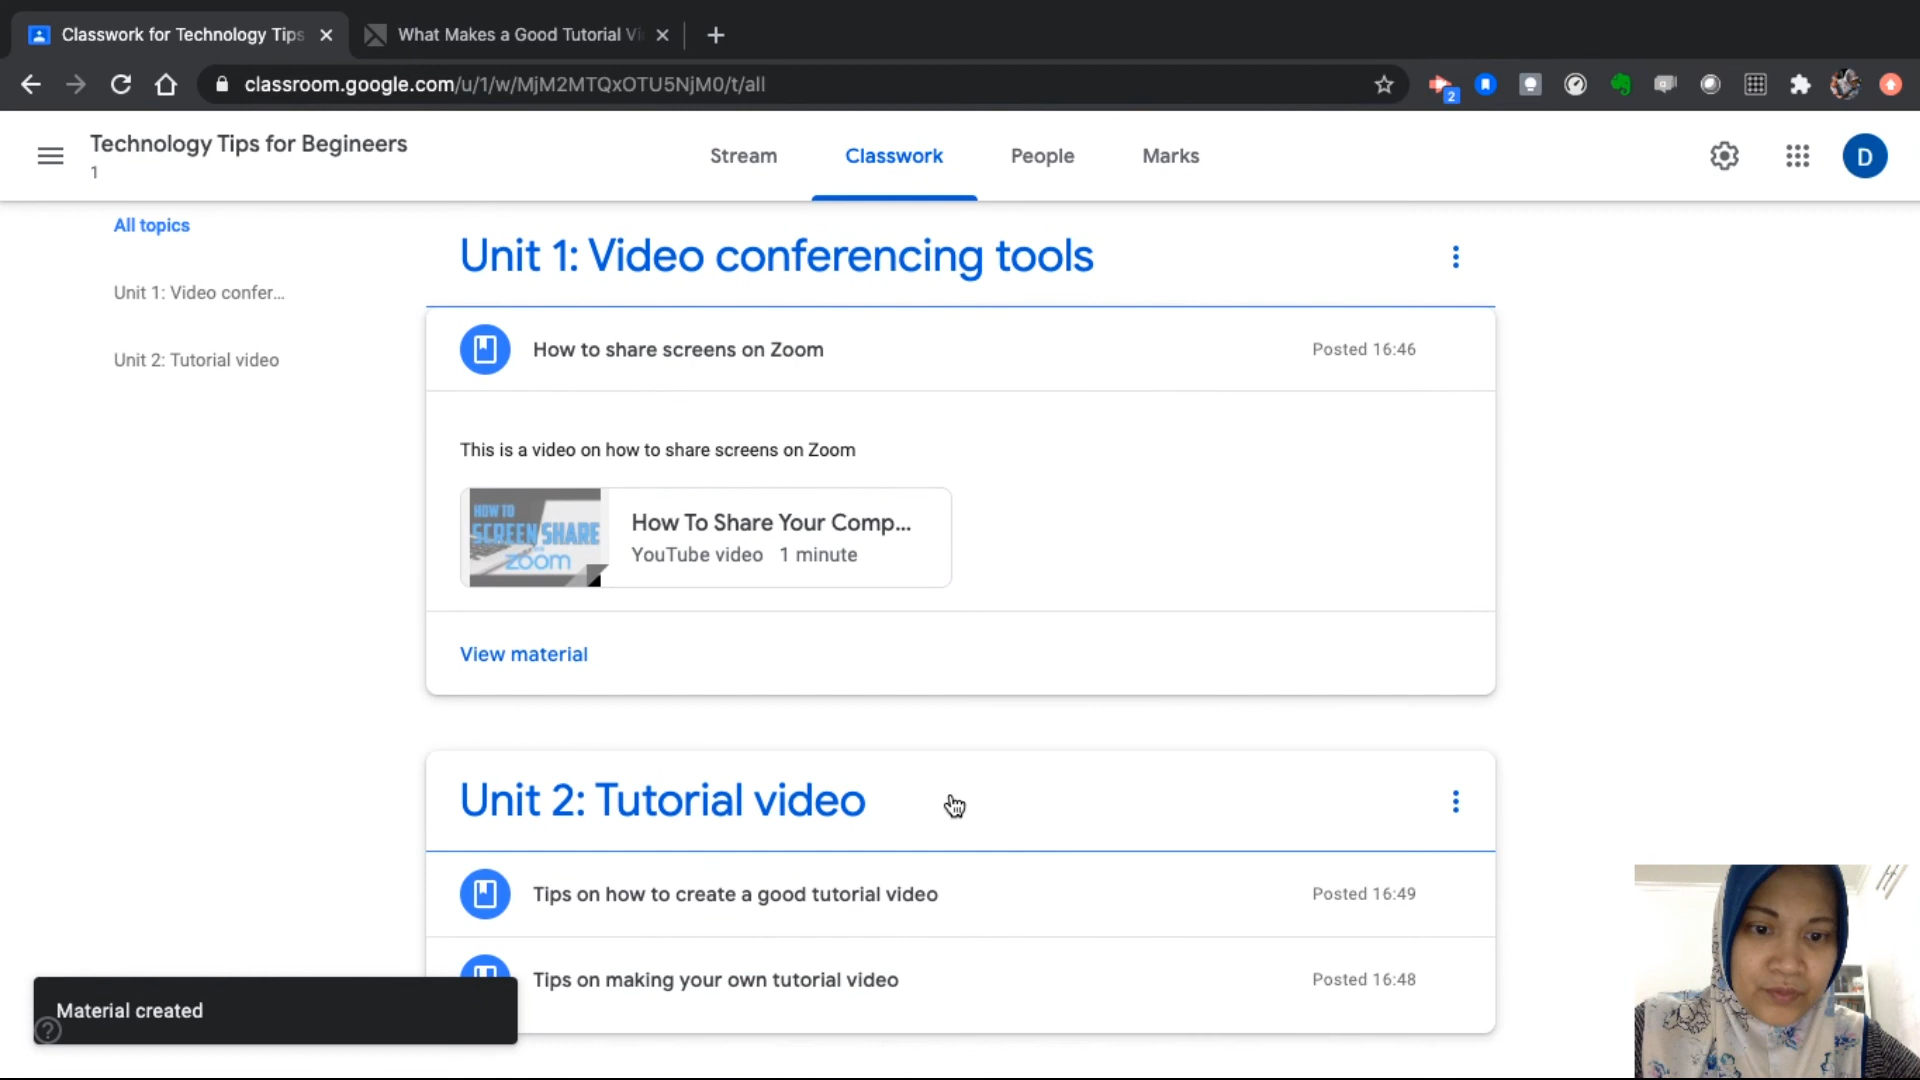 Classwork for Technology Tips
What Makes a Good Tutorial Vi
classroom.google.com/u/1/w/MjM2MTQxOTU5NjM0/t/all
2
Technology Tips for Begineers
1
Stream
Classwork
People
Marks
D
All topics
Unit 1: Video confer...
Unit 2: Tutorial video
Unit 1: Video conferencing tools
How to share screens on Zoom
Posted 16:46
This is a video on how to share screens on Zoom
HOW TO
SCREEN SHARE
zoom
How To Share Your Comp...
YouTube video 1 minute
View material
Unit 2: Tutorial video
Tips on how to create a good tutorial video
Posted 16:49
Tips on making your own tutorial video
Posted 16:48
Material created